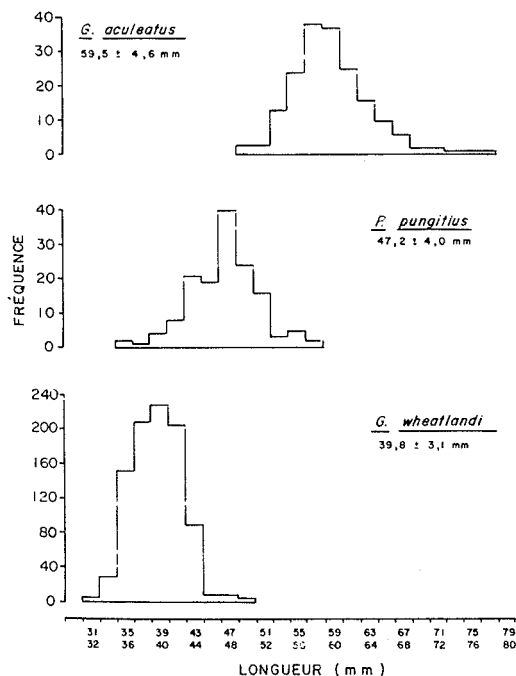 40
30
20
10
0
G. aculeatus
59,5 ± 4,6 mm
40
30
20
10
0
P. pungitius
47,2 ± 4,0 mm
FRÉQUENCE
240
200
160
120
80
40
0
G. wheatlandi
39,8 ± 3,1 mm
31 35 39 43 47 51 55 59 63 67 71 75 79
32 36 40 44 48 52 56 60 64 68 72 76 80
LONGUEUR (mm)